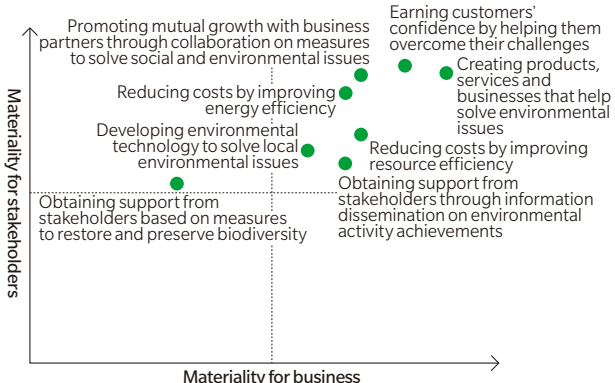 Earning customers'
confidence by helping them
overcome their challenges
Promoting mutual growth with business
partners through collaboration on measures
to solve social and environmental issues
Creating products,
services and
businesses that help
solve environmental
issues
Reducing costs by improving
energy efficiency
Developing environmental
technology to solve local
environmental issues
Reducing costs by improving
resource efficiency
Obtaining support from
stakeholders through information
dissemination on environmental
activity achievements
Obtaining support from
stakeholders based on measures
to restore and preserve biodiversity
Materiality for stakeholders
Materiality for business